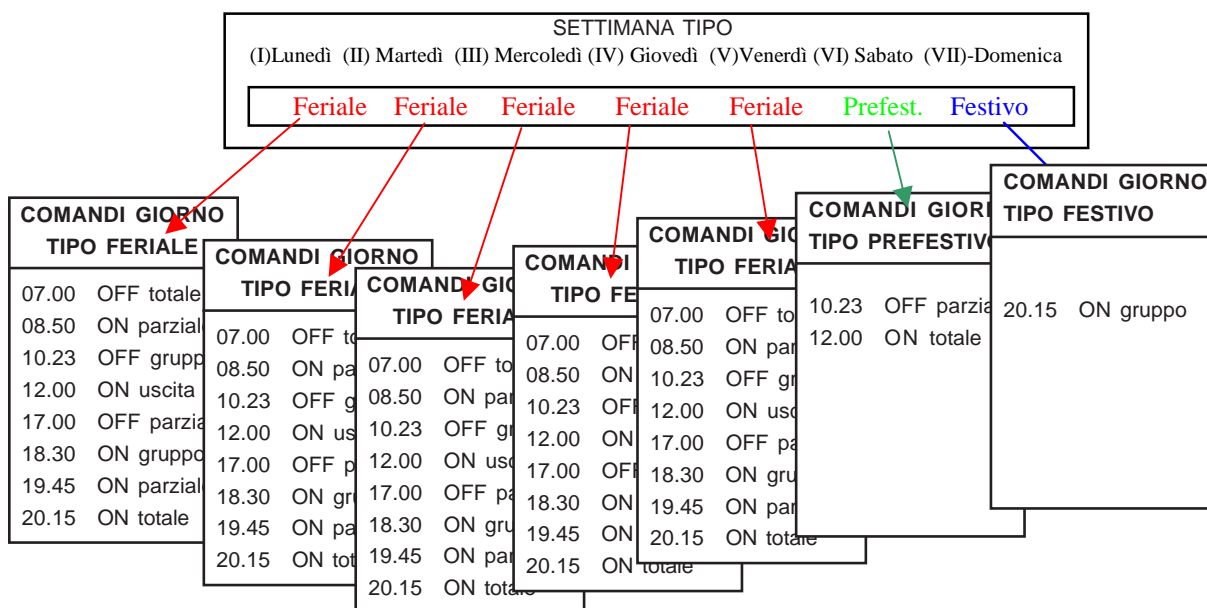 SETTIMANA TIPO
(I)Lunedì (II) Martedì (III) Mercoledì (IV) Giovedì (V)Venerdì (VI) Sabato (VII)-Domenica
Feriale Feriale Feriale Feriale Feriale Prefest. Festivo
COMANDI GIORNO
TIPO FERIALE
07.00 OFF totale
08.50 ON parziale
10.23 OFF grupp
12.00 ON uscita
17.00 OFF parzia
18.30 ON gruppo
19.45 ON parzial
20.15 ON totale
COMANDI GIORNO
TIPO FERIA
07.00 OFF to
08.50 ON pa
10.23 OFF g
12.00 ON us
17.00 OFF p
18.30 ON gr
19.45 ON pa
20.15 ON tot
COMANDI GIO
TIPO FERIA
07.00 OFF to
08.50 ON par
10.23 OFF gr
12.00 ON usc
17.00 OFF pa
18.30 ON gru
19.45 ON par
20.15 ON totale
COMANDI
TIPO FE
07.00 OFF
08.50 ON
10.23 OFF
12.00 ON
17.00 OFF
18.30 ON
19.45 ON
20.15 ON totale
COMANDI GIO
TIPO FERIA
07.00 OFF to
08.50 ON par
10.23 OFF gr
12.00 ON usc
17.00 OFF pa
18.30 ON gru
19.45 ON par
20.15 ON totale
COMANDI GIORN
TIPO PREFESTIVO
10.23 OFF parzia
12.00 ON totale
COMANDI GIORNO
TIPO FESTIVO
20.15 ON gruppo